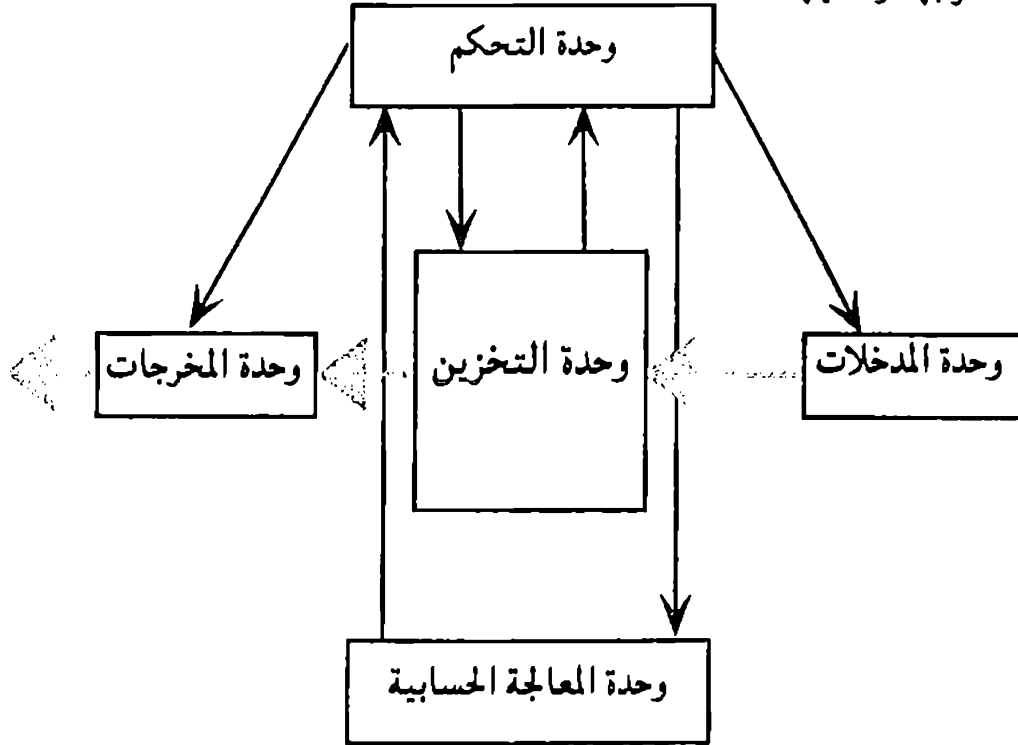 وحدة التحكم
وحدة المدخلات
وحدة التخزين
وحدة المخرجات
وحدة المعالجة الحسابية